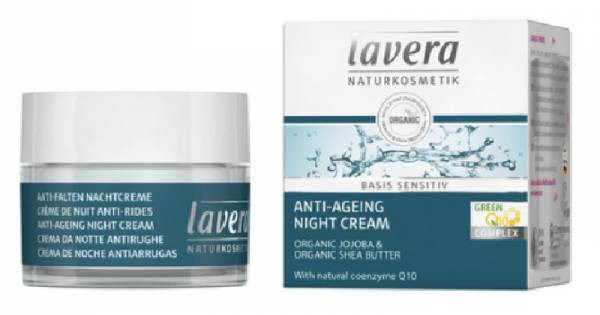 ANTI-FALTEN NACHTCREME
CRÈME DE NUIT ANTI-RIDES
ANTI-AGEING NIGHT CREAM
CREMA DA NOTTE ANTIRUGHE
CREMA DE NOCHE ANTIARRUGAS
lavera
NATURKOSMETIK
lavera
NATURKOSMETIK
ORGANIC
BASIS SENSITIV
ANTI-AGEING
NIGHT CREAM
ORGANIC JOJOBA &
ORGANIC SHEA BUTTER
With natural coenzyme Q10
GREEN
Q10
COMPLEX